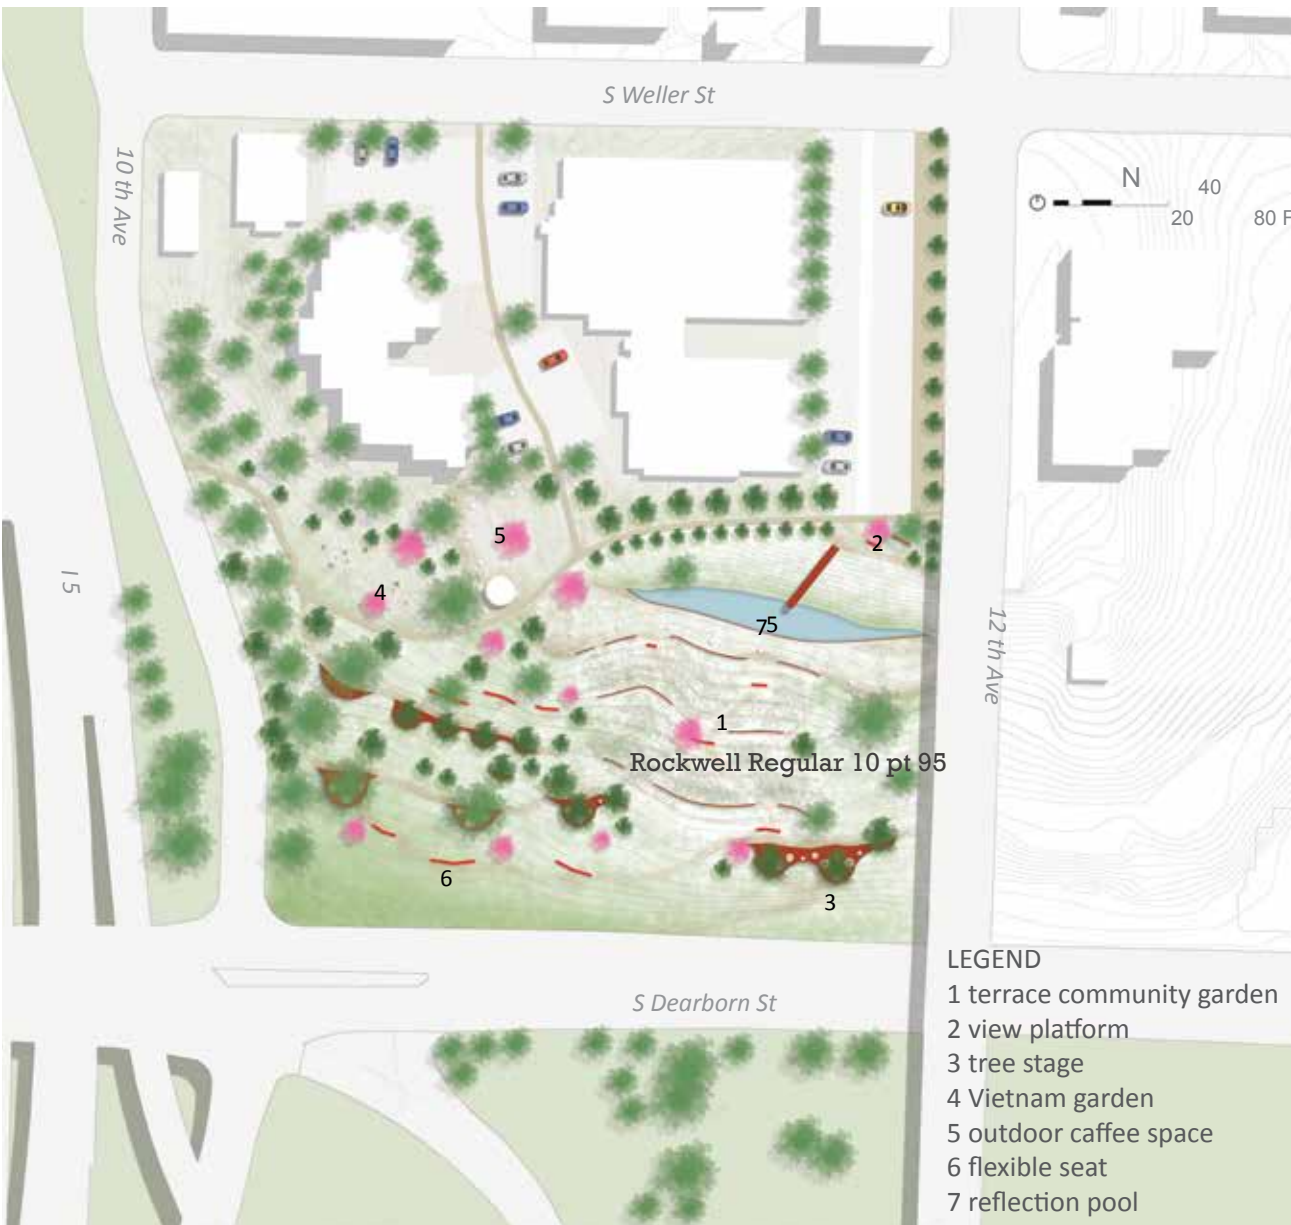 S Weller St
10 th Ave
N
40
20
80 F
5
2
4
I 5
75
12 th Ave
1
Rockwell Regular 10 pt 95
6
3
LEGEND
1 terrace community garden
S Dearborn St
2 view platform
3 tree stage
4 Vietnam garden
5 outdoor caffee space
6 flexible seat
7 reflection pool